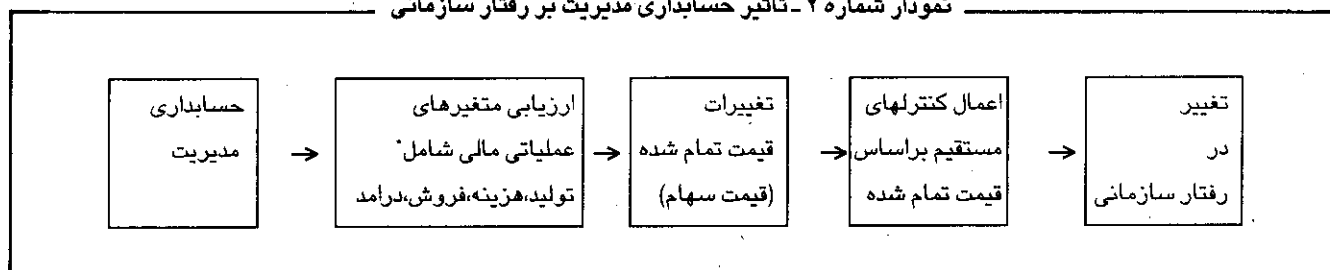 نمودار شماره ۲ ـ تاثیر حسابداری مدیریت بر رفتار سازمانی
حسابداری
مدیریت
→
ارزیابی متغیرهای
عملیاتی مالی شامل
تولید،هزینه،فروش،درامد
→
تغییرات
قیمت تمام شده
(قیمت سهام)
→
اعمال کنترلهای
مستقیم براساس
قیمت تمام شده
→
تغییر
در
رفتار سازمانی